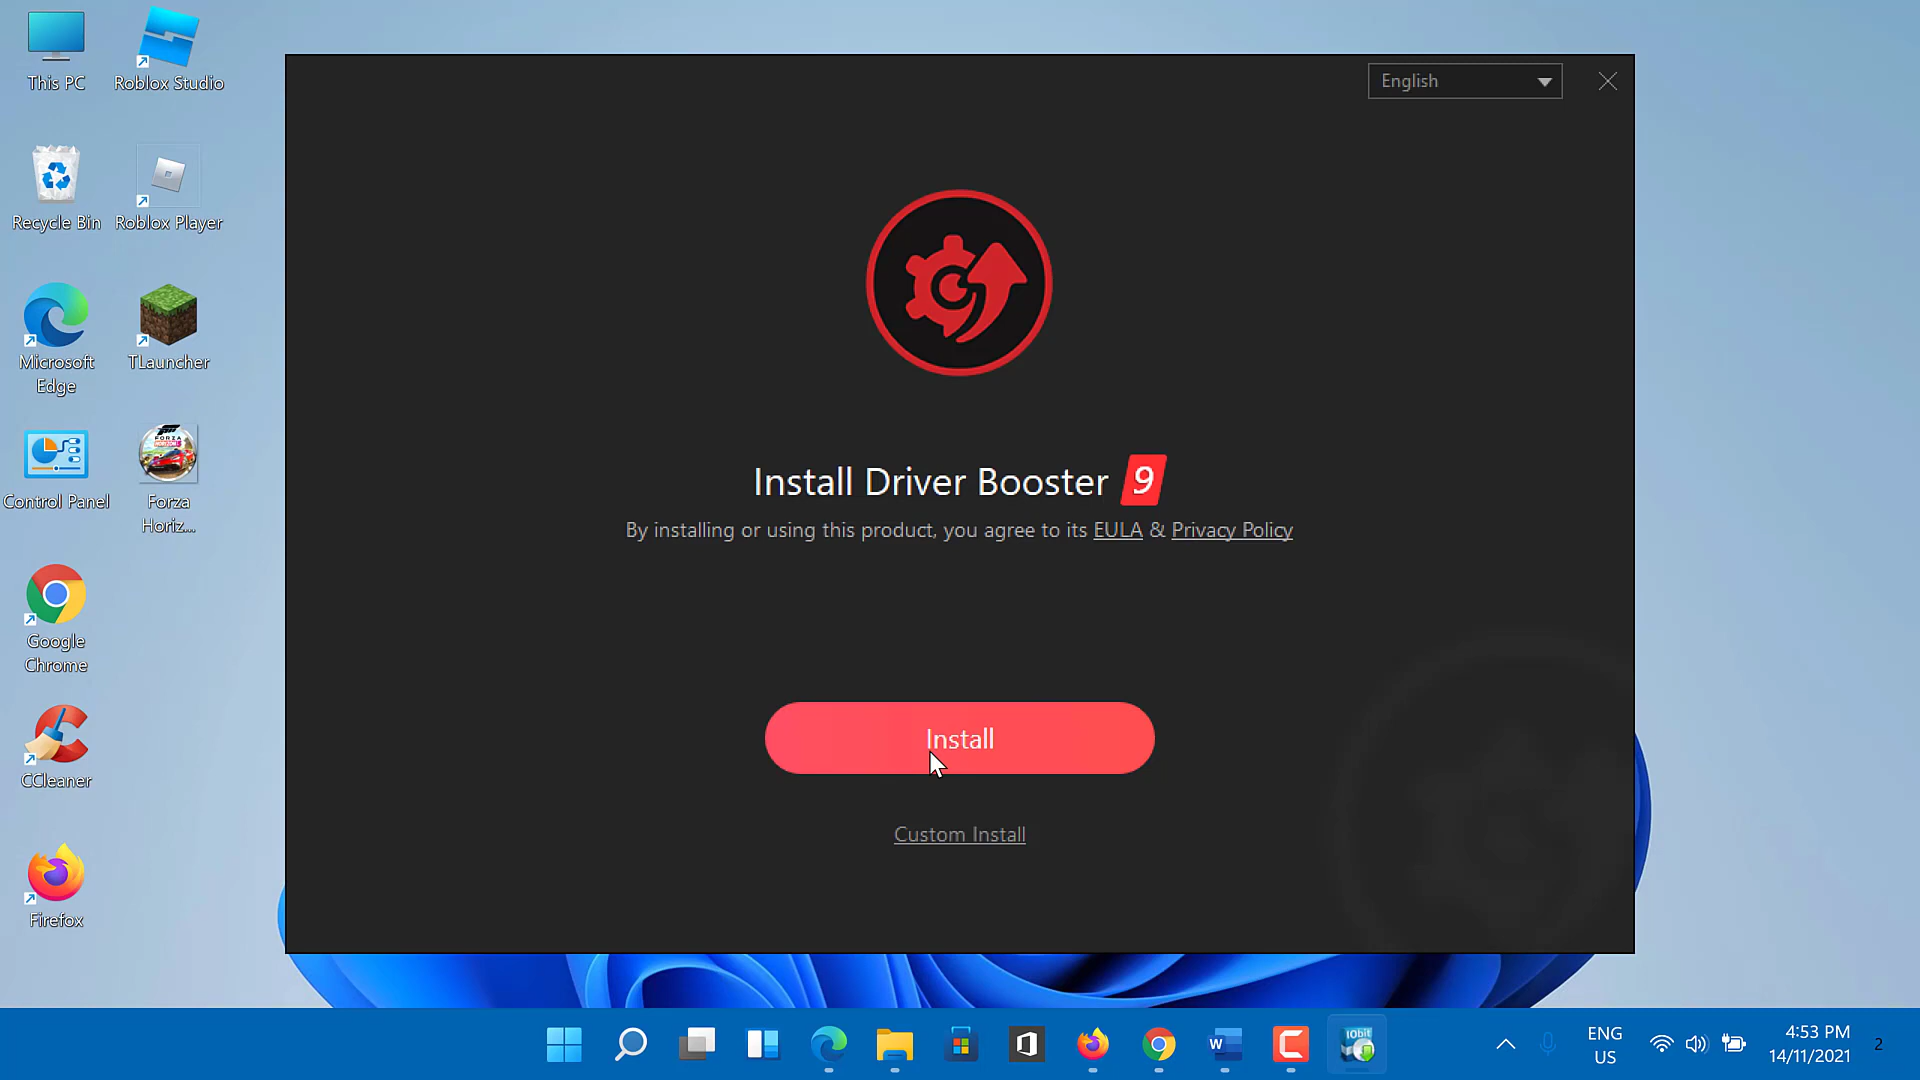 This PC
Roblox Studio
Recycle Bin
Roblox Player
Microsoft
Edge
TLauncher
Control Panel
FORZA
Forza
Horiz...
Google
Chrome
CCleaner
Firefox
English
Install Driver Booster 9
By installing or using this product, you agree to its EULA & Privacy Policy
Install
Custom Install
W
IObit
ENG
US
4:53 PM
14/11/2021
2